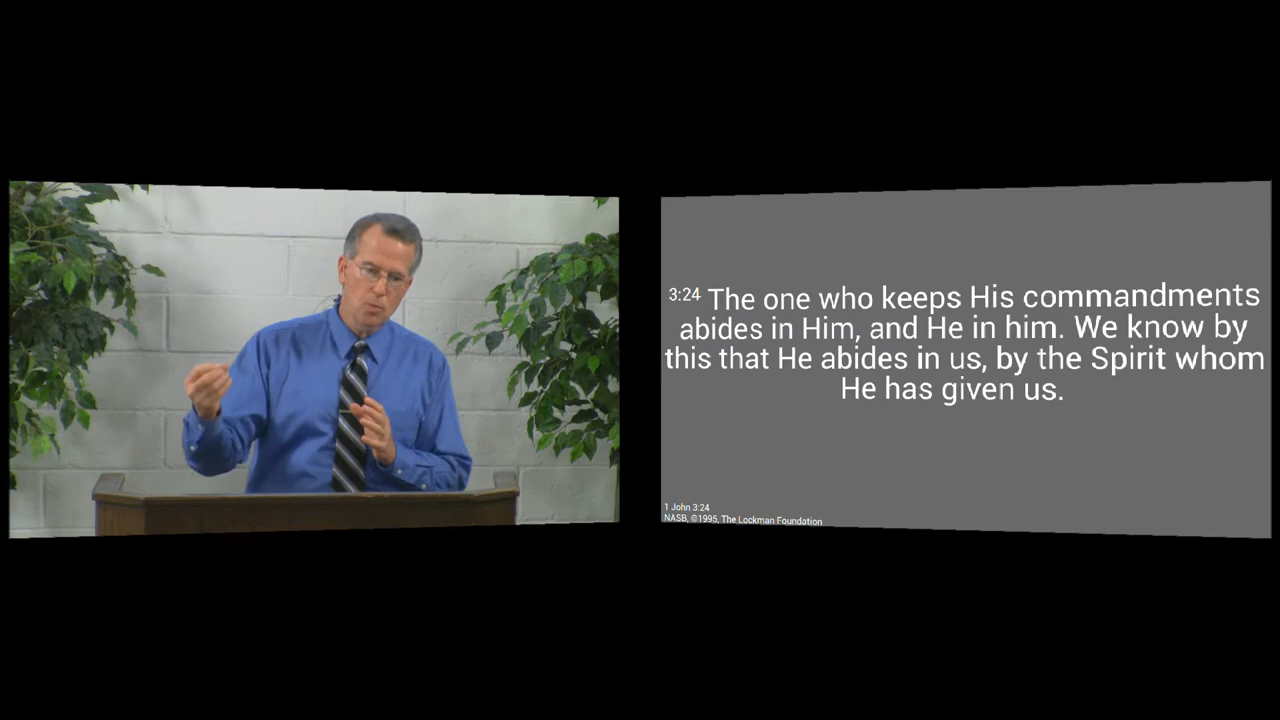 3:24 The one who keeps His commandments
abides in Him, and He in him. We know by
this that He abides in us, by the Spirit whom
He has given us.
1 John 3:24
NASB, ©1995, The Lockman Foundation